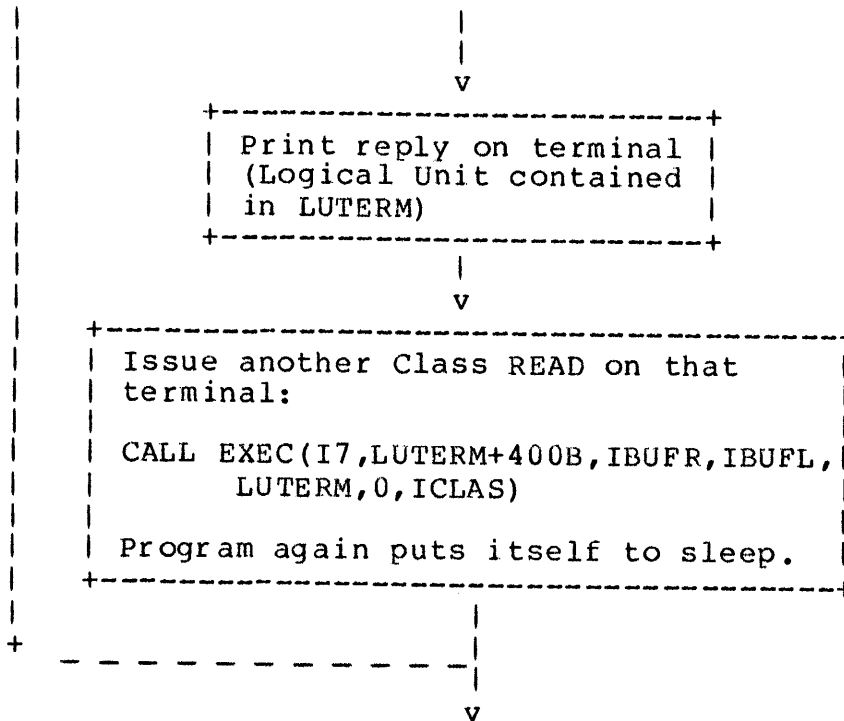 Print reply on terminal
(Logical Unit contained
in LUTERM)
Issue another Class READ on that
terminal:
CALL EXEC(I7,LUTERM+400B,IBUFR,IBUFL,
LUTERM,0,ICLAS)
Program again puts itself to sleep.